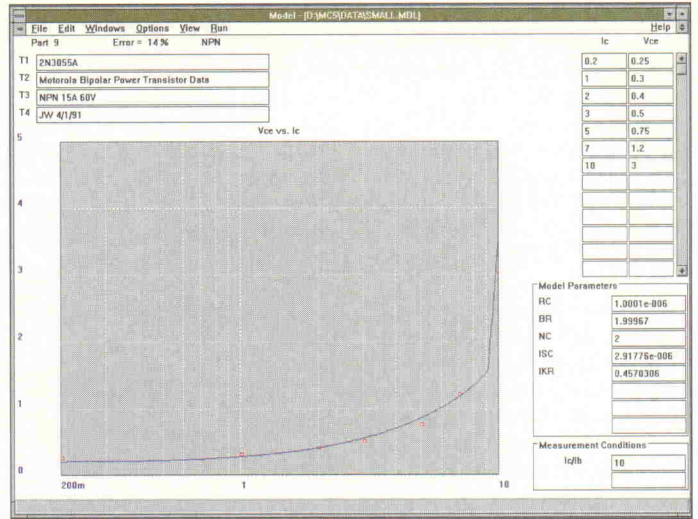 Model - [D:\MC5\DATA\SMALL.MDL]
File Edit Windows Options View Run Help
Part 9 Error = 14% NPN
T1 2N3055A
T2 Motorola Bipolar Power Transistor Data
T3 NPN 15A 60V
T4 JW 4/1/91
Ic Vce
0.2 0.25
1 0.3
2 0.4
3 0.5
5 0.75
7 1.2
10 3
Vce vs. Ic
5
4
3
2
1
0
200m 1 10
Model Parameters
RC 1.0001e-006
BR 1.99967
NC 2
ISC 2.91776e-006
IKR 0.4570306
Measurement Conditions
Ic/Ib 10